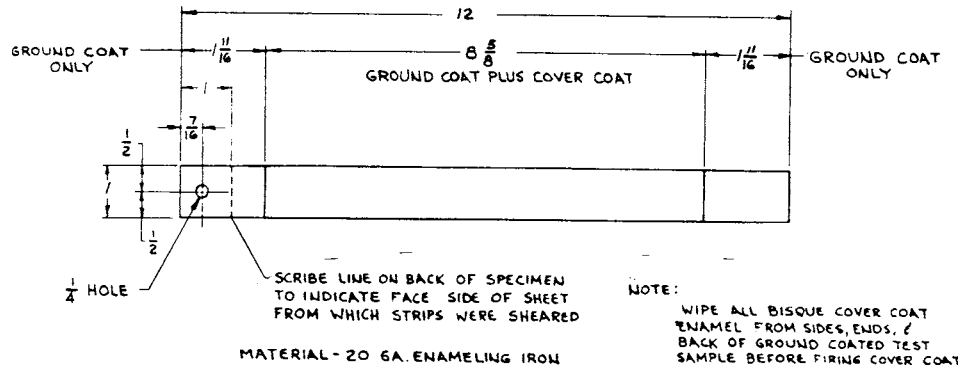 12
GROUND COAT
ONLY
1 11/16
8 5/8
1 11/16
GROUND COAT
ONLY
GROUND COAT PLUS COVER COAT
1
7/16
1/2
1
1/2
1/4 HOLE
SCRIBE LINE ON BACK OF SPECIMEN
TO INDICATE FACE SIDE OF SHEET
FROM WHICH STRIPS WERE SHEARED
NOTE:
WIPE ALL BISQUE COVER COAT
ENAMEL FROM SIDES, ENDS, &
BACK OF GROUND COATED TEST
SAMPLE BEFORE FIRING COVER COAT
MATERIAL - 20 GA. ENAMELING IRON